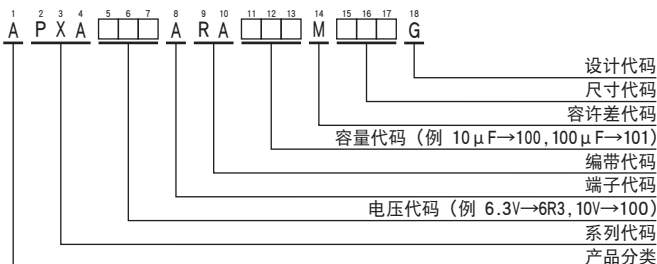 1 2 3 4 5 6 7 8 9 10 11 12 13 14 15 16 17 18
A PXA □□□ A RA □□□ M □□□ G
设计代码
尺寸代码
容许差代码
容量代码（例 10μF→100,100μF→101）
编带代码
端子代码
电压代码（例 6.3V→6R3,10V→100）
系列代码
产品分类